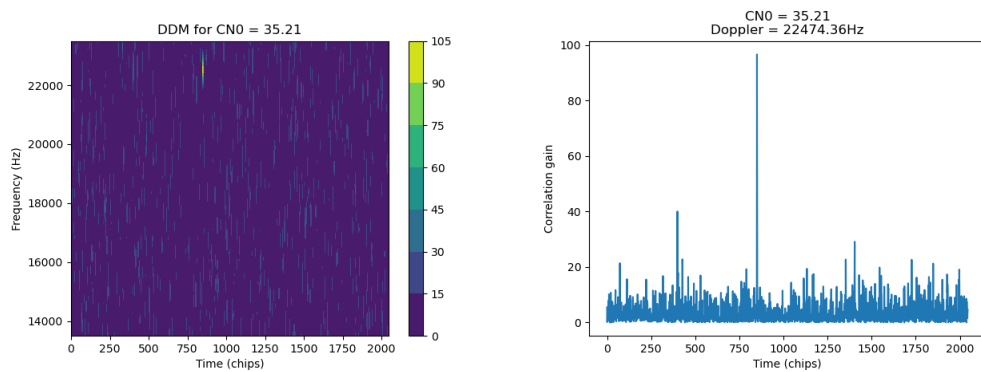 DDM for CN0 = 35.21
Frequency (Hz)
22000
20000
18000
16000
14000
0 250 500 750 1000 1250 1500 1750 2000
Time (chips)
105
90
75
60
45
30
15
0
CN0 = 35.21
Doppler = 22474.36Hz
Correlation gain
100
80
60
40
20
0
0 250 500 750 1000 1250 1500 1750 2000
Time (chips)